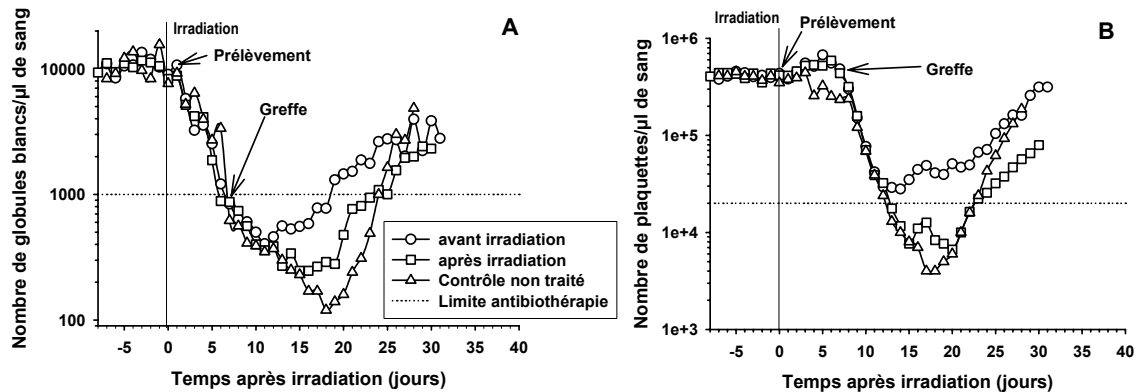 Irradiation
A
Prélèvement
Greffe
Nombre de globules blancs/µl de sang
10000
1000
100
avant irradiation
après irradiation
Contrôle non traité
Limite antibiothérapie
-5 0 5 10 15 20 25 30 35 40
Temps après irradiation (jours)
Irradiation
B
Prélèvement
Greffe
Nombre de plaquettes/µl de sang
1e+6
1e+5
1e+4
1e+3
-5 0 5 10 15 20 25 30 35 40
Temps après irradiation (jours)